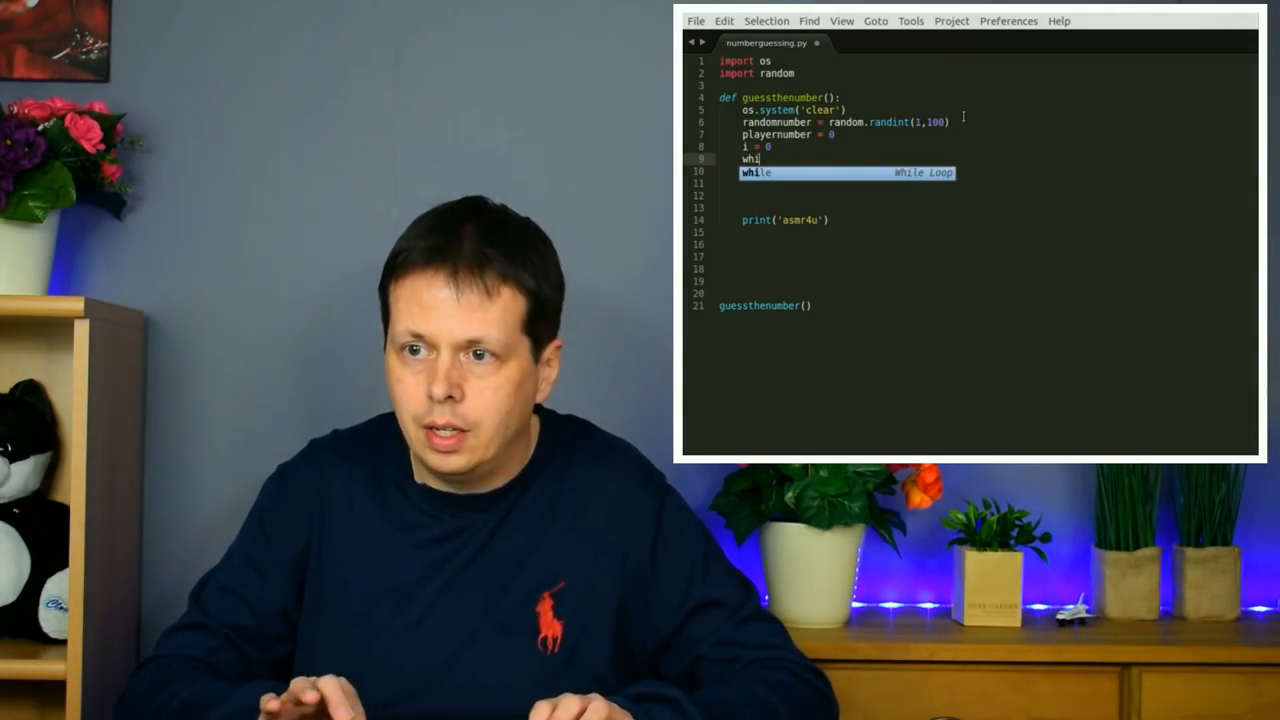 File Edit Selection Find View Goto Tools Project Preferences Help
numberguessing.py
1 import os
2 import random
3
4 def guessthenumber():
5 os.system('clear')
6 randomnumber = random.randint(1,100)
7 playernumber = 0
8 i = 0
9 whi
10 while While Loop
11
12
13
14 print('asmr4u')
15
16
17
18
19
20
21 guessthenumber()